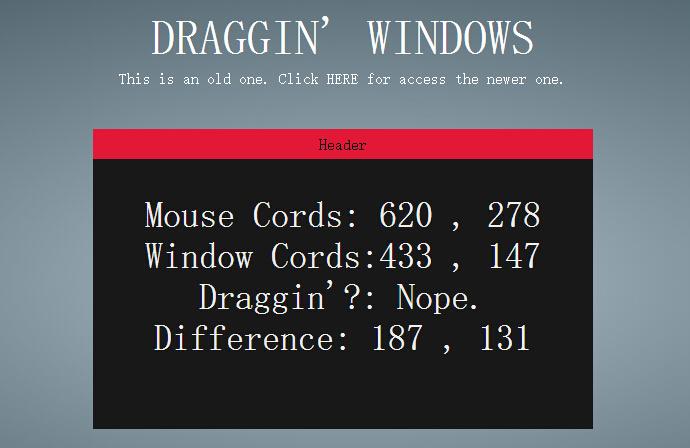 DRAGGIN' WINDOWS
This is an old one. Click HERE for access the newer one.
Header
Mouse Cords: 620 , 278
Window Cords:433 , 147
Draggin'?: Nope.
Difference: 187 , 131